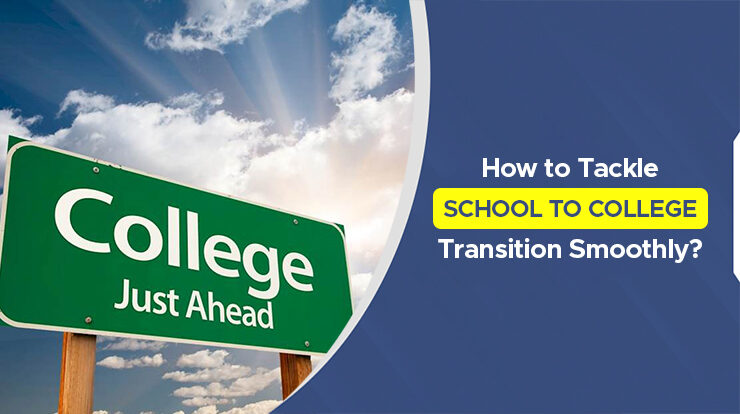 College
Just Ahead
How to Tackle
SCHOOL TO COLLEGE
Transition Smoothly?